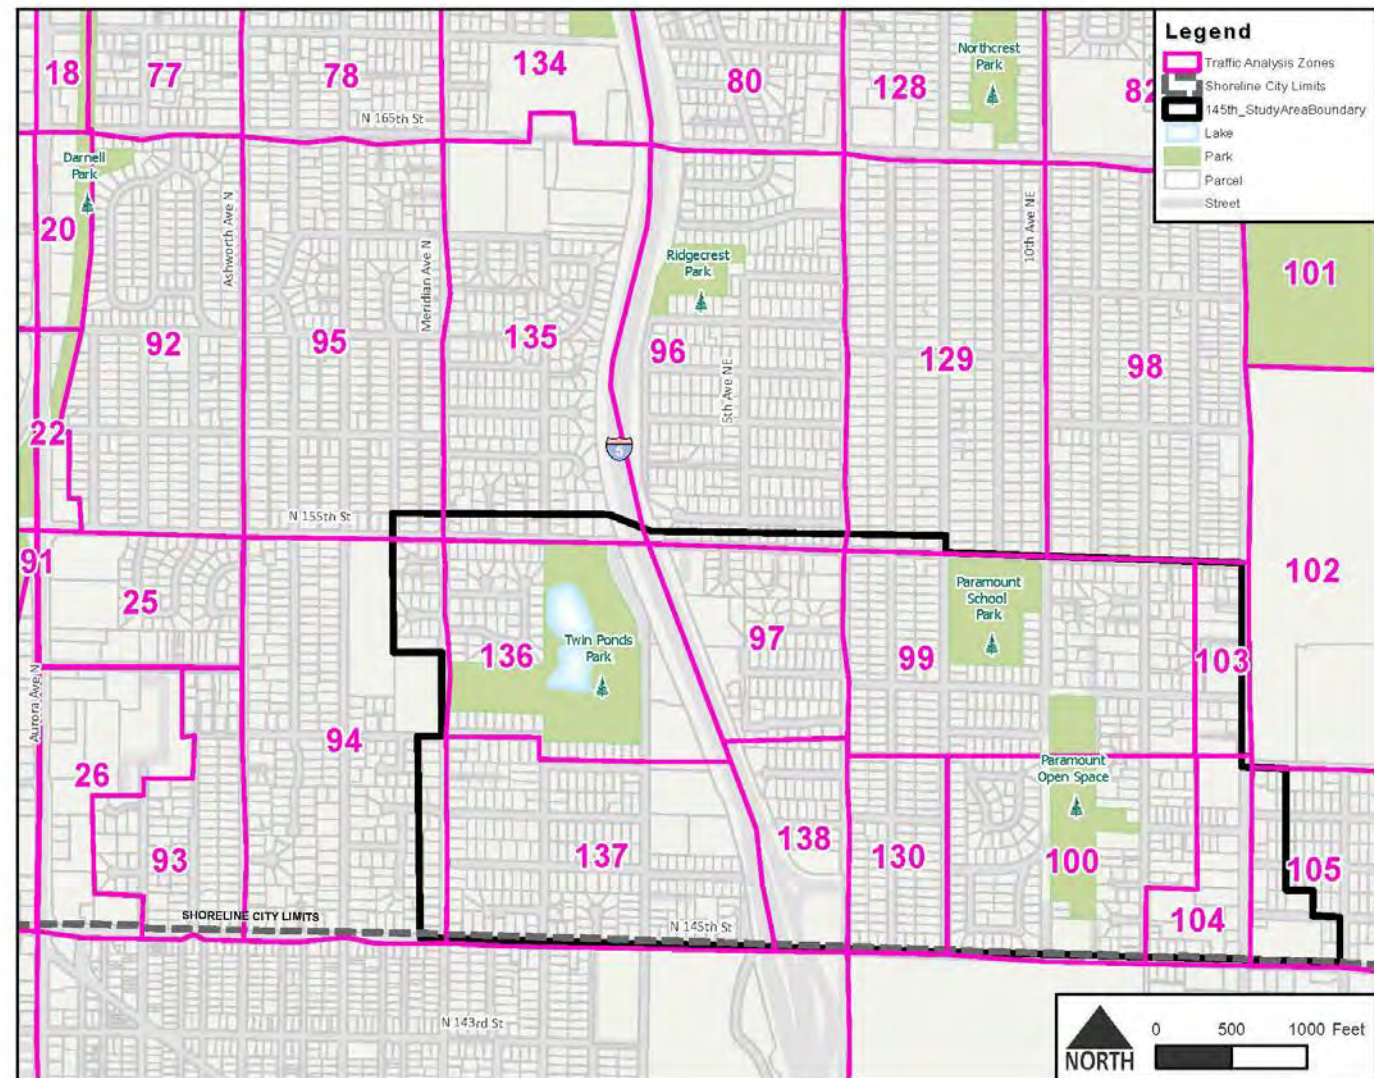 Legend
Traffic Analysis Zones
Shoreline City Limits
145th_StudyAreaBoundary
Lake
Park
Parcel
Street
18
77
78
134
80
128
Northcrest
Park
82
N 165th St
Darnell
Park
20
Ashworth Ave N
Meridian Ave N
Ridgecrest
Park
10th Ave NE
101
92
95
135
96
5th Ave NE
129
98
22
5
N 155th St
91
25
102
Paramount
School
Park
136
Twin Ponds
Park
97
99
103
Aurora Ave N
94
26
Paramount
Open Space
93
137
138
130
100
105
104
SHORELINE CITY LIMITS
N 145th St
N 143rd St
NORTH
0 500 1000 Feet